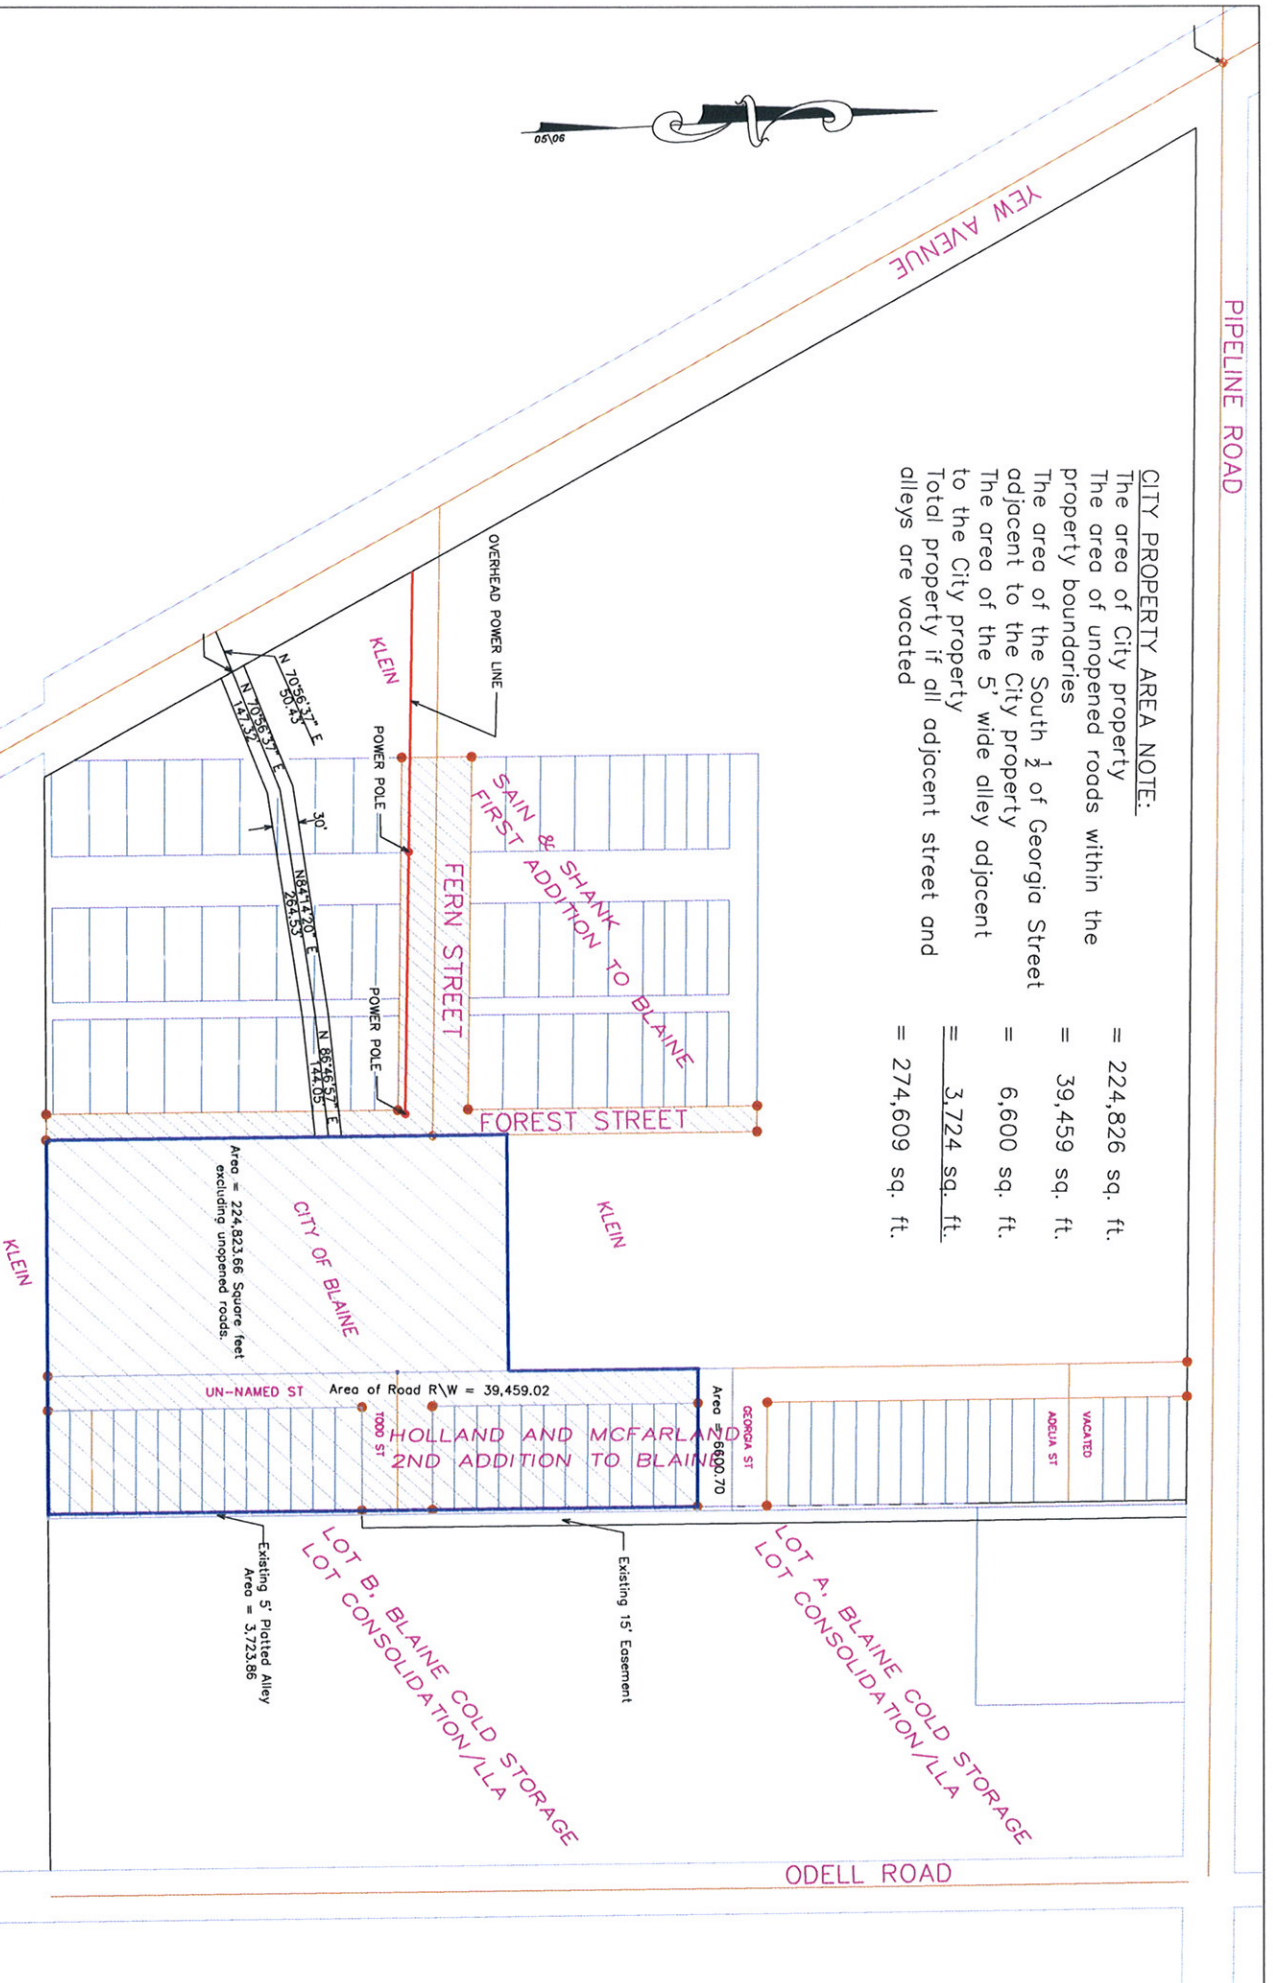 PIPELINE ROAD
YEW AVENUE
05\06
CITY PROPERTY AREA NOTE:
The area of City property = 224,826 sq. ft.
The area of unopened roads within the
property boundaries = 39,459 sq. ft.
The area of the South ½ of Georgia Street
adjacent to the City property = 6,600 sq. ft.
The area of the 5' wide alley adjacent
to the City property = 3,724 sq. ft.
Total property if all adjacent street and
alleys are vacated = 274,609 sq. ft.
OVERHEAD POWER LINE
KLEIN
POWER POLE
POWER POLE
N 70°56'37" E
50.43'
N 70°56'37" E
147.32'
30'
N84°14'20" E
264.53'
N 86°46'57" E
144.05'
SAIN & SHANK
FIRST ADDITION TO BLAINE
FERN STREET
FOREST STREET
KLEIN
CITY OF BLAINE
Area = 224,823.66 Square feet
excluding unopened roads.
KLEIN
UN-NAMED ST
Area of Road R\W = 39,459.02
TODD ST
HOLLAND AND MCFARLAND
2ND ADDITION TO BLAINE
Area = 6600.70
GEORGIA ST
VACATED
ADELIA ST
Existing 15' Easement
Existing 5' Platted Alley
Area = 3,723.86
LOT A, BLAINE COLD STORAGE
LOT CONSOLIDATION/LLA
LOT B, BLAINE COLD STORAGE
LOT CONSOLIDATION/LLA
ODELL ROAD